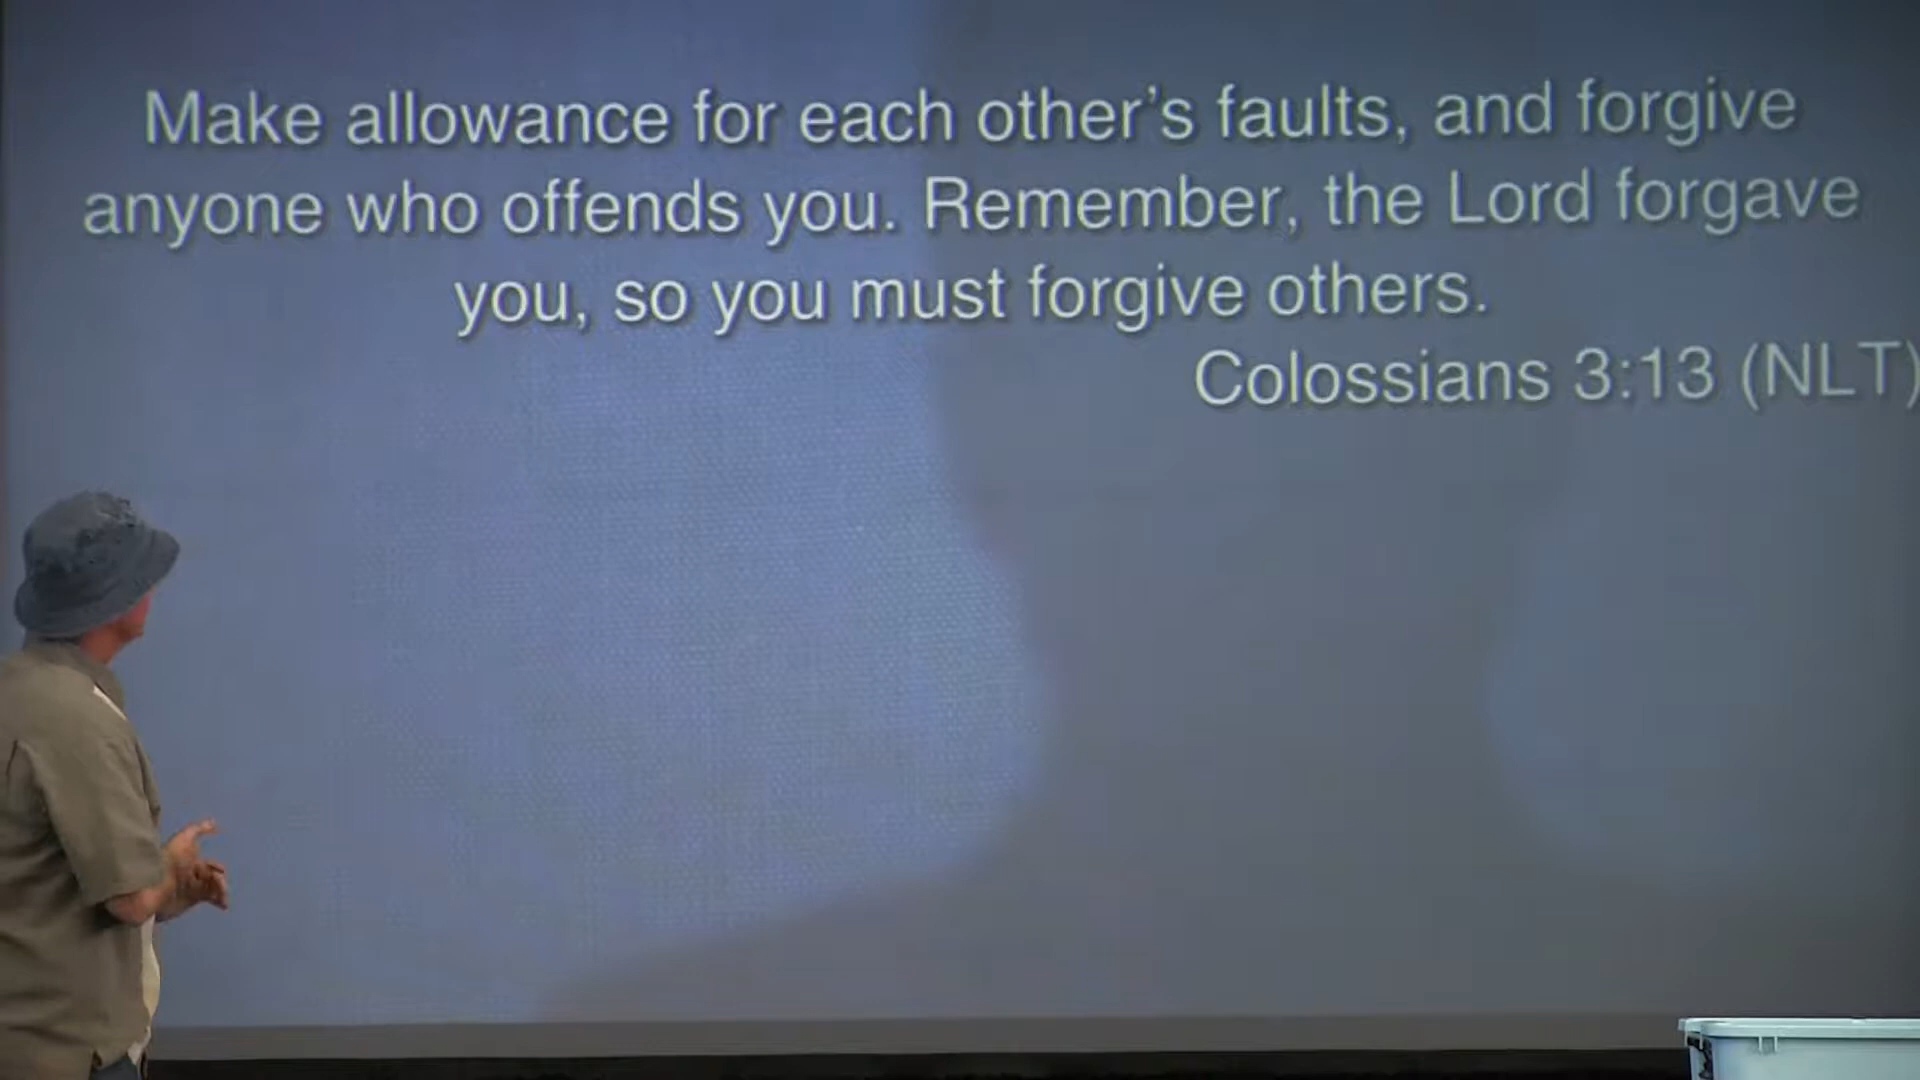 Make allowance for each other’s faults, and forgive
anyone who offends you. Remember, the Lord forgave
you, so you must forgive others.
Colossians 3:13 (NLT)